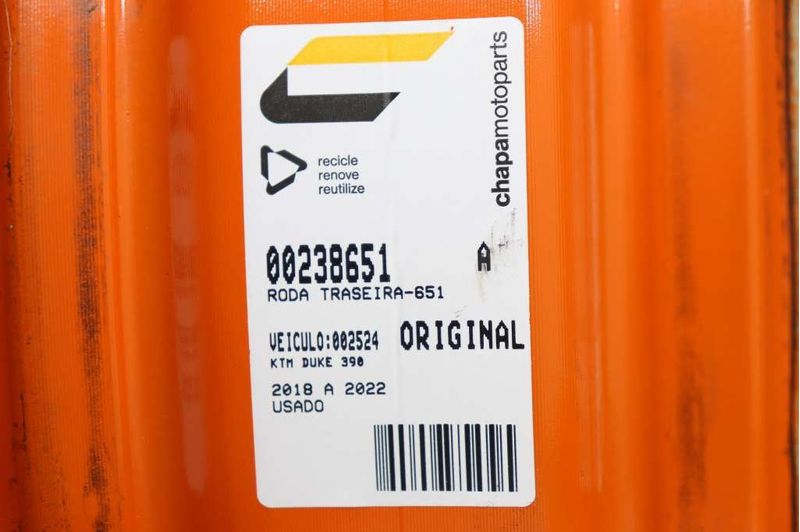 chapamotoparts
recicle
renove
reutilize
00238651 A
RODA TRASEIRA-651
VEICULO:002524 ORIGINAL
KTM DUKE 390
2018 A 2022
USADO